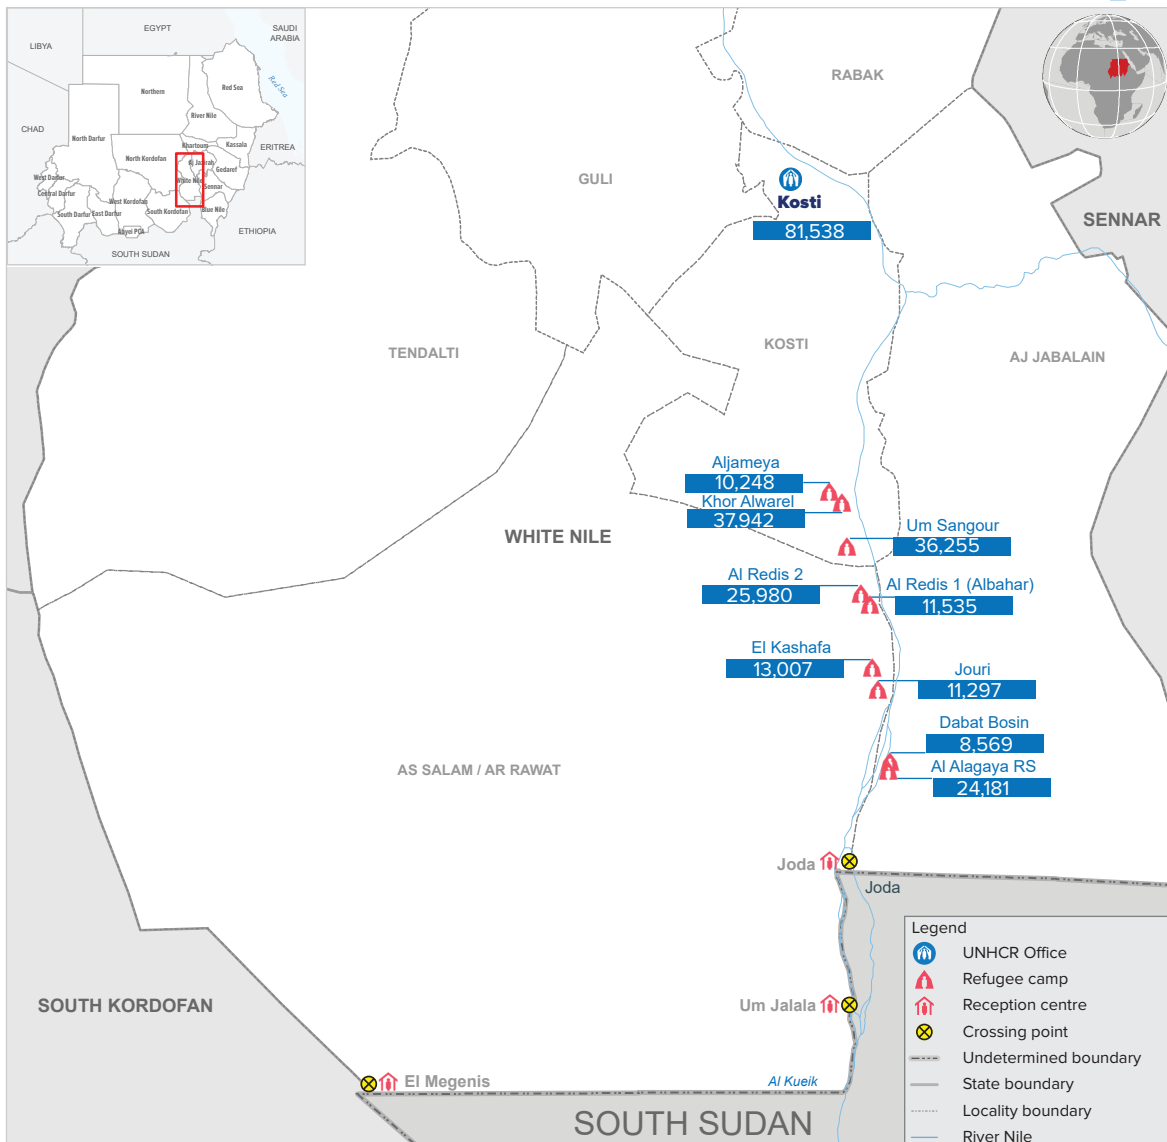 EGYPT
SAUDI
ARABIA
LIBYA
Red Sea
Northern
Red Sea
River Nile
CHAD
North Darfur
Khartoum
Kassala
North Kordofan
ERITREA
Gedaref
West Darfur
White Nile
Sennar
Central Darfur
West Kordofan
South Darfur
East Darfur
South Kordofan
Blue Nile
ETHIOPIA
SOUTH SUDAN
RABAK
GULI
Kosti
81,538
SENNAR
TENDALTI
KOSTI
AJ JABALAIN
Aljameya
10,248
Khor Alwarel
37,942
WHITE NILE
Um Sangour
36,255
Al Redis 2
25,980
Al Redis 1 (Albahar)
11,535
El Kashafa
13,007
Jouri
11,297
Dabat Bosin
8,569
Al Alagaya RS
24,181
AS SALAM / AR RAWAT
Joda
Joda
SOUTH KORDOFAN
Um Jalala
El Megenis
Al Kueik
SOUTH SUDAN
Legend
UNHCR Office
Refugee camp
Reception centre
Crossing point
Undetermined boundary
State boundary
Locality boundary
River Nile